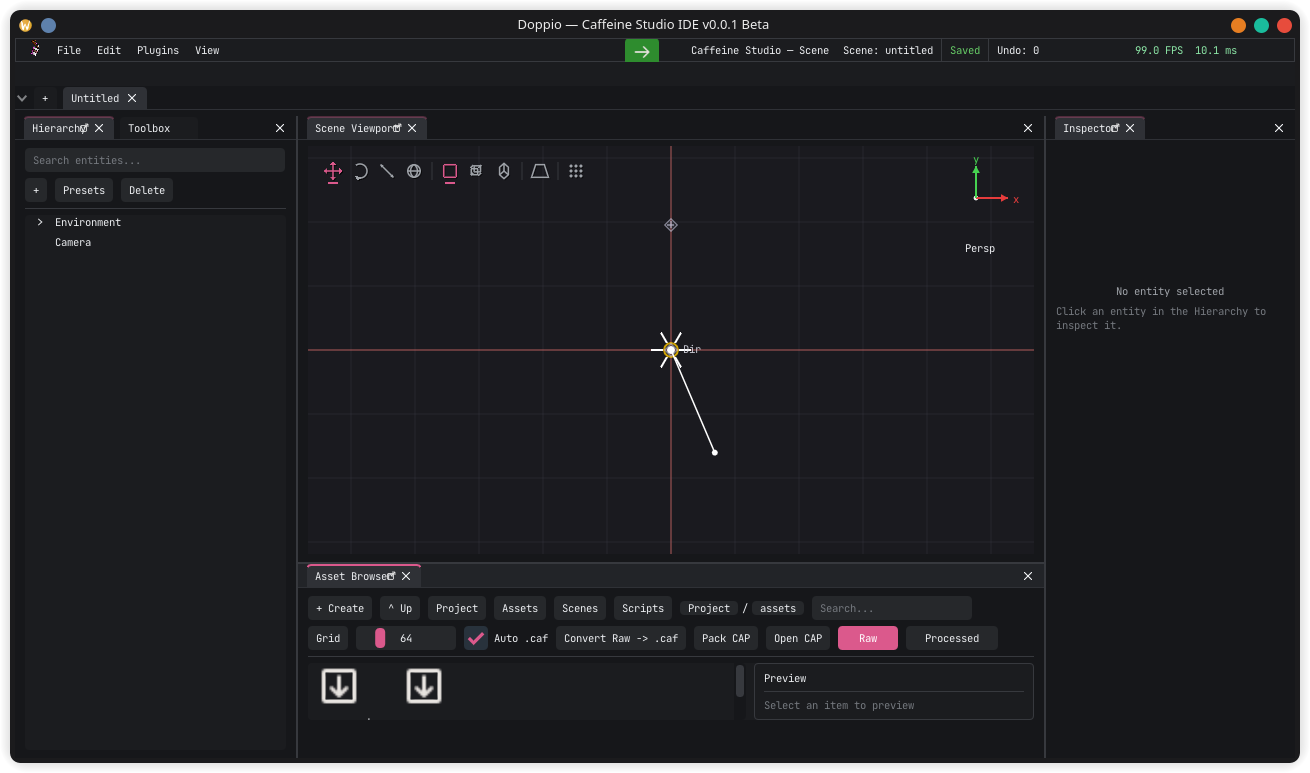 Doppio — Caffeine Studio IDE v0.0.1 Beta
File Edit Plugins View
Caffeine Studio — Scene Scene: untitled Saved Undo: 0 99.0 FPS 10.1 ms
+ Untitled
Hierarchy Toolbox
Scene Viewport
Inspector
Search entities...
+ Presets Delete
Environment
Camera
y
x
Persp
Dir
No entity selected
Click an entity in the Hierarchy to
inspect it.
Asset Browser
+ Create ^ Up Project Assets Scenes Scripts Project / assets Search...
Grid 64 Auto .caf Convert Raw -> .caf Pack CAP Open CAP Raw Processed
Preview
Select an item to preview